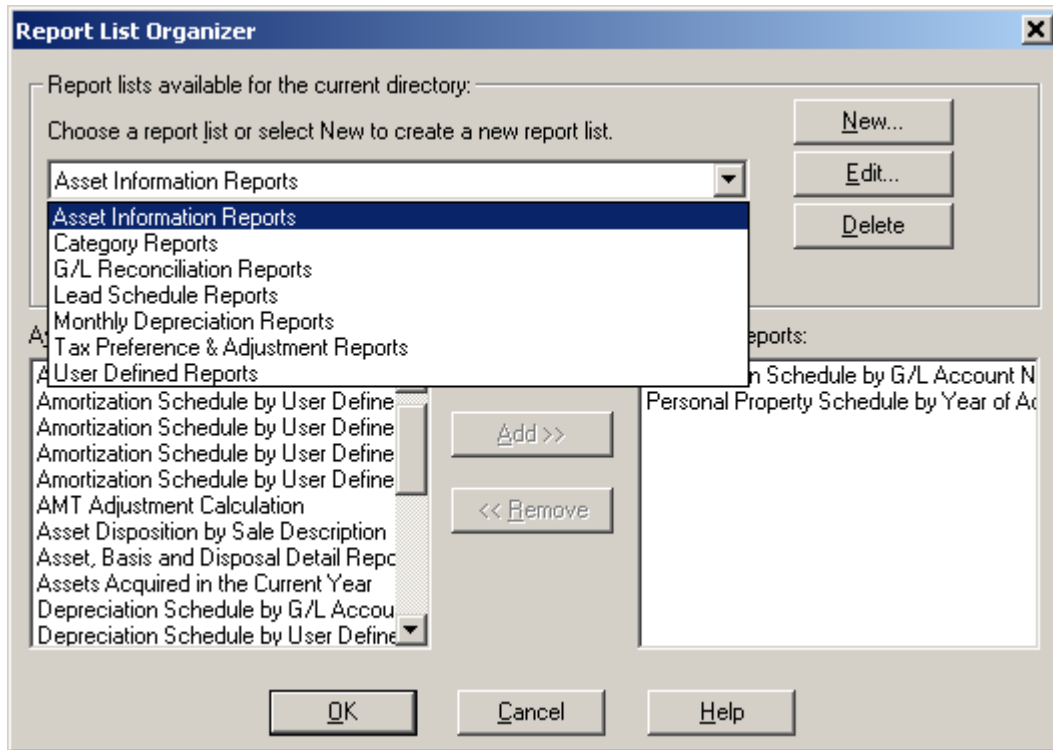 Report List Organizer
Report lists available for the current directory:
Choose a report list or select New to create a new report list.
New...
Asset Information Reports
Edit...
Delete
Asset Information Reports
Category Reports
G/L Reconciliation Reports
Lead Schedule Reports
Monthly Depreciation Reports
Tax Preference & Adjustment Reports
User Defined Reports
eports:
Amortization Schedule by User Define
Amortization Schedule by User Define
Amortization Schedule by User Define
Amortization Schedule by User Define
AMT Adjustment Calculation
Asset Disposition by Sale Description
Asset, Basis and Disposal Detail Repo
Assets Acquired in the Current Year
Depreciation Schedule by G/L Accou
Depreciation Schedule by User Define
Add >>
<< Remove
n Schedule by G/L Account N
Personal Property Schedule by Year of Ac
OK
Cancel
Help